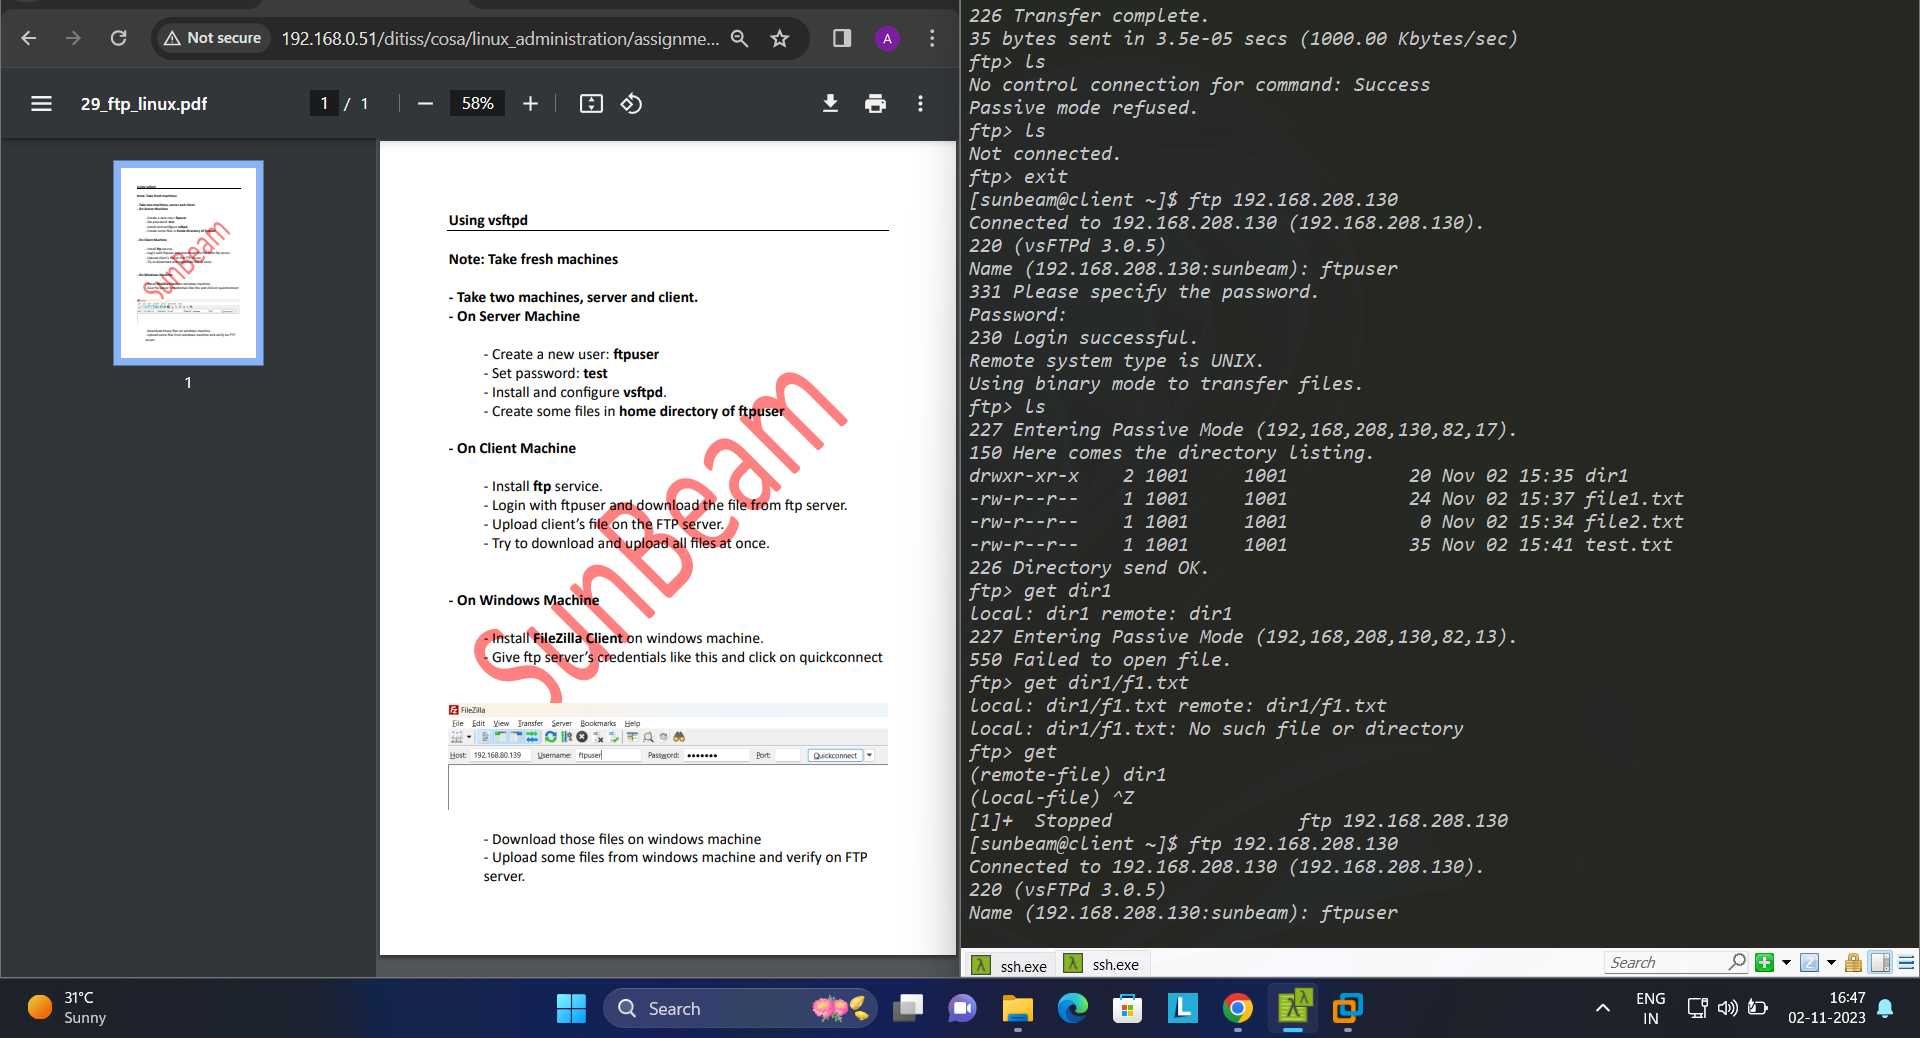 Not secure
192.168.0.51/ditiss/cosa/linux_administration/assignme...
A
29_ftp_linux.pdf
1 / 1
58%
1
Using vsftpd
Note: Take fresh machines
- Take two machines, server and client.
- On Server Machine
- Create a new user: ftpuser
- Set password: test
- Install and configure vsftpd.
- Create some files in home directory of ftpuser
- On Client Machine
- Install ftp service.
- Login with ftpuser and download the file from ftp server.
- Upload client's file on the FTP server.
- Try to download and upload all files at once.
- On Windows Machine
- Install FileZilla Client on windows machine.
- Give ftp server's credentials like this and click on quickconnect
SunBeam
FileZilla
File Edit View Transfer Server Bookmarks Help
Host: 192.168.80.139 Username: ftpuser Password: ●●●●●●● Port: Quickconnect
- Download those files on windows machine
- Upload some files from windows machine and verify on FTP
server.
226 Transfer complete.
35 bytes sent in 3.5e-05 secs (1000.00 Kbytes/sec)
ftp> ls
No control connection for command: Success
Passive mode refused.
ftp> ls
Not connected.
ftp> exit
[sunbeam@client ~]$ ftp 192.168.208.130
Connected to 192.168.208.130 (192.168.208.130).
220 (vsFTPd 3.0.5)
Name (192.168.208.130:sunbeam): ftpuser
331 Please specify the password.
Password:
230 Login successful.
Remote system type is UNIX.
Using binary mode to transfer files.
ftp> ls
227 Entering Passive Mode (192,168,208,130,82,17).
150 Here comes the directory listing.
drwxr-xr-x 2 1001 1001 20 Nov 02 15:35 dir1
-rw-r--r-- 1 1001 1001 24 Nov 02 15:37 file1.txt
-rw-r--r-- 1 1001 1001 0 Nov 02 15:34 file2.txt
-rw-r--r-- 1 1001 1001 35 Nov 02 15:41 test.txt
226 Directory send OK.
ftp> get dir1
local: dir1 remote: dir1
227 Entering Passive Mode (192,168,208,130,82,13).
550 Failed to open file.
ftp> get dir1/f1.txt
local: dir1/f1.txt remote: dir1/f1.txt
local: dir1/f1.txt: No such file or directory
ftp> get
(remote-file) dir1
(local-file) ^Z
[1]+ Stopped ftp 192.168.208.130
[sunbeam@client ~]$ ftp 192.168.208.130
Connected to 192.168.208.130 (192.168.208.130).
220 (vsFTPd 3.0.5)
Name (192.168.208.130:sunbeam): ftpuser
ssh.exe
ssh.exe
Search
31°C
Sunny
Search
L
ENG
IN
16:47
02-11-2023